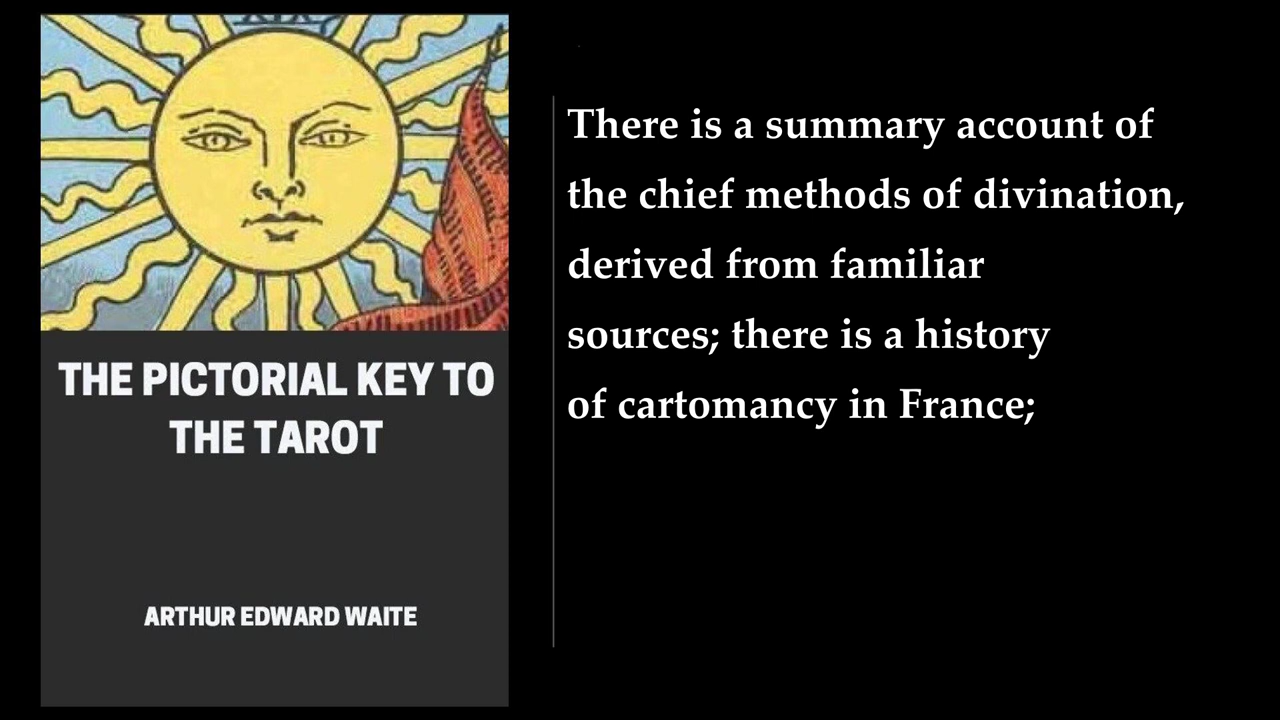 THE PICTORIAL KEY TO
THE TAROT
ARTHUR EDWARD WAITE
There is a summary account of
the chief methods of divination,
derived from familiar
sources; there is a history
of cartomancy in France;